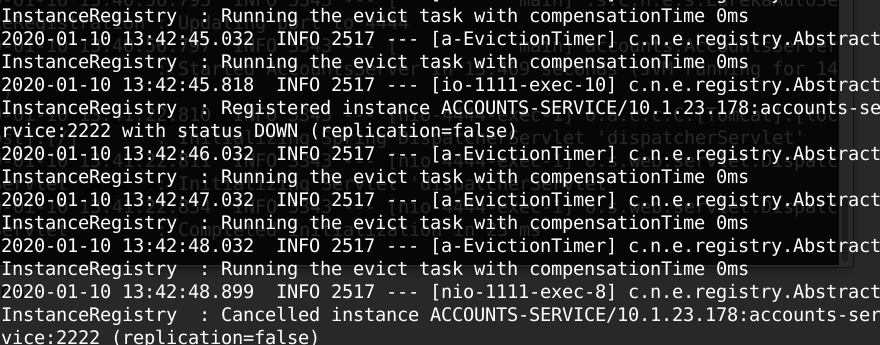 InstanceRegistry  : Running the evict task with compensationTime 0ms
2020-01-10 13:42:45.032  INFO 2517 --- [a-EvictionTimer] c.n.e.registry.Abstract
InstanceRegistry  : Running the evict task with compensationTime 0ms
2020-01-10 13:42:45.818  INFO 2517 --- [io-1111-exec-10] c.n.e.registry.Abstract
InstanceRegistry  : Registered instance ACCOUNTS-SERVICE/10.1.23.178:accounts-se
rvice:2222 with status DOWN (replication=false)
2020-01-10 13:42:46.032  INFO 2517 --- [a-EvictionTimer] c.n.e.registry.Abstract
InstanceRegistry  : Running the evict task with compensationTime 0ms
2020-01-10 13:42:47.032  INFO 2517 --- [a-EvictionTimer] c.n.e.registry.Abstract
InstanceRegistry  : Running the evict task with compensationTime 0ms
2020-01-10 13:42:48.032  INFO 2517 --- [a-EvictionTimer] c.n.e.registry.Abstract
InstanceRegistry  : Running the evict task with compensationTime 0ms
2020-01-10 13:42:48.899  INFO 2517 --- [nio-1111-exec-8] c.n.e.registry.Abstract
InstanceRegistry  : Cancelled instance ACCOUNTS-SERVICE/10.1.23.178:accounts-ser
vice:2222 (replication=false)